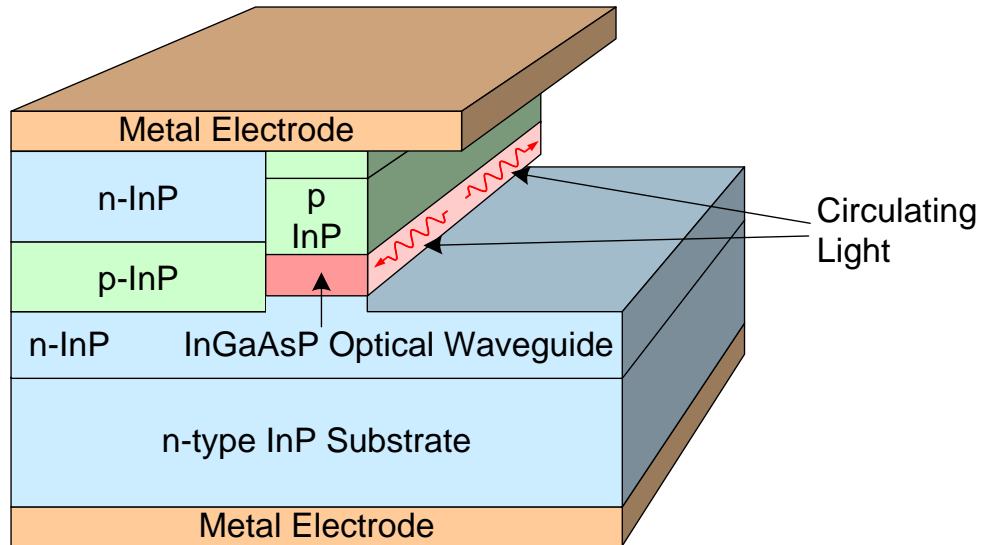 Metal Electrode
n-InP
p
InP
p-InP
Circulating
Light
n-InP
InGaAsP Optical Waveguide
n-type InP Substrate
Metal Electrode